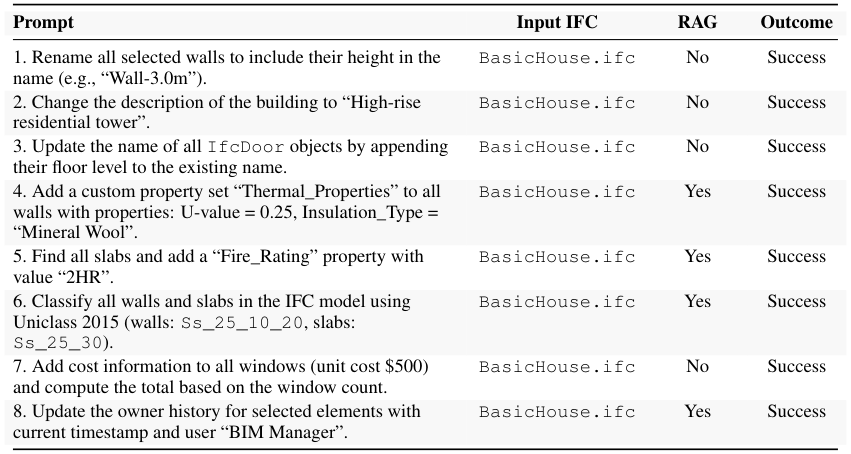 Prompt Input IFC RAG Outcome
1. Rename all selected walls to include their height in the BasicHouse.ifc No Success
name (e.g., “Wall-3.0m”).
2. Change the description of the building to “High-rise BasicHouse.ifc No Success
residential tower”.
3. Update the name of all IfcDoor objects by appending BasicHouse.ifc No Success
their floor level to the existing name.
4. Add a custom property set “Thermal_Properties” to all BasicHouse.ifc Yes Success
walls with properties: U-value = 0.25, Insulation_Type =
“Mineral Wool”.
5. Find all slabs and add a “Fire_Rating” property with BasicHouse.ifc Yes Success
value “2HR”.
6. Classify all walls and slabs in the IFC model using BasicHouse.ifc Yes Success
Uniclass 2015 (walls: Ss_25_10_20, slabs:
Ss_25_30).
7. Add cost information to all windows (unit cost $500) BasicHouse.ifc No Success
and compute the total based on the window count.
8. Update the owner history for selected elements with BasicHouse.ifc Yes Success
current timestamp and user “BIM Manager”.